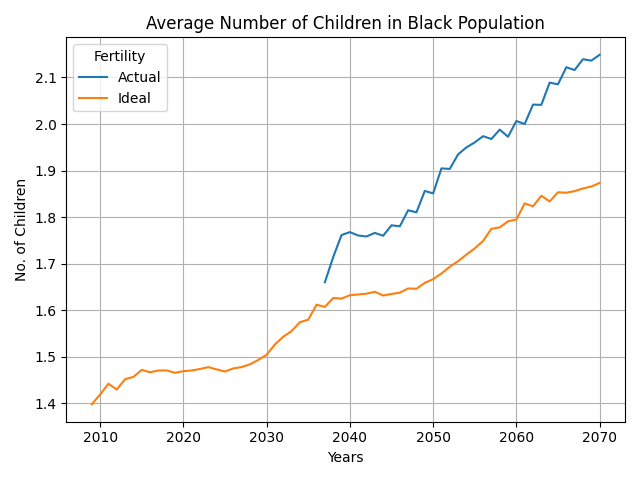 Average Number of Children in Black Population
Fertility
Actual
Ideal
No. of Children
2.1
2.0
1.9
1.8
1.7
1.6
1.5
1.4
2010 2020 2030 2040 2050 2060 2070
Years